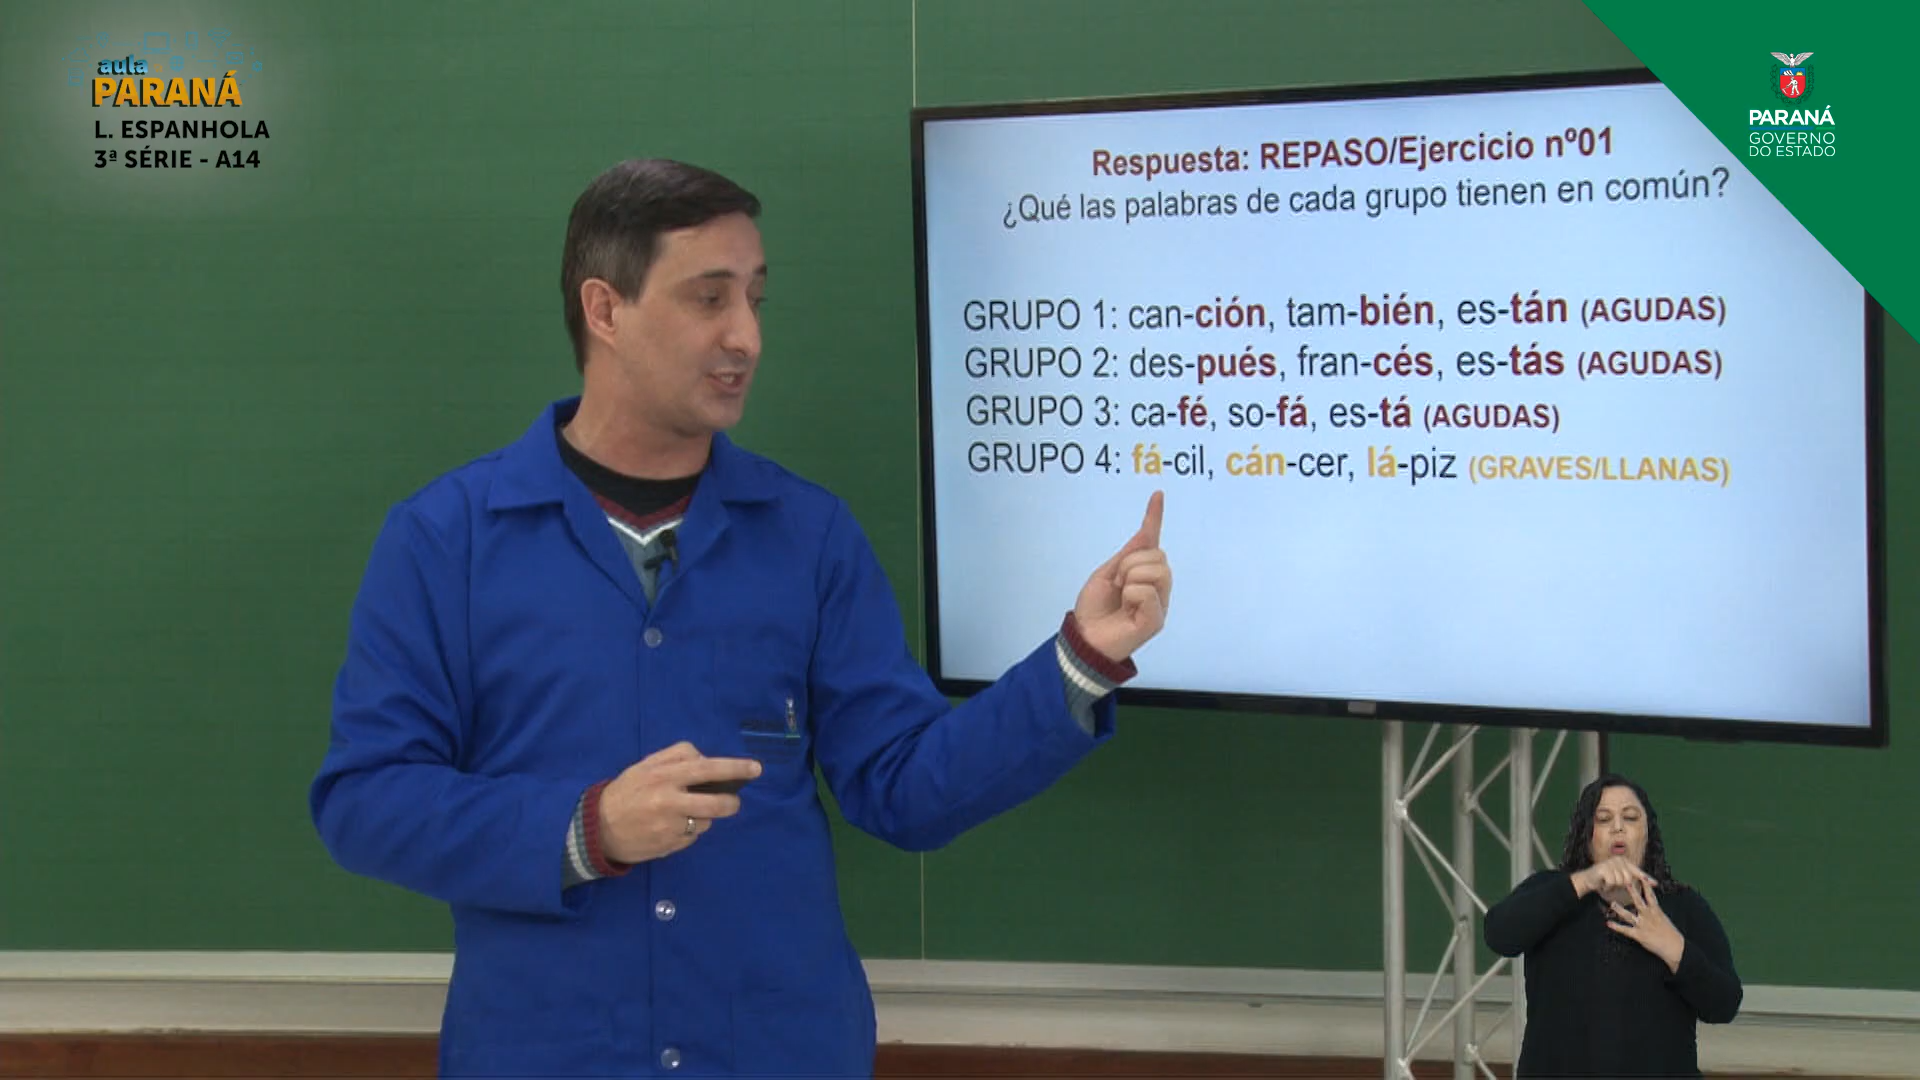 aula
PARANÁ
L. ESPANHOLA
3ª SÉRIE - A14
PARANÁ
GOVERNO
DO ESTADO
Respuesta: REPASO/Ejercicio nº01
¿Qué las palabras de cada grupo tienen en común?
GRUPO 1: can-ción, tam-bién, es-tán (AGUDAS)
GRUPO 2: des-pués, fran-cés, es-tás (AGUDAS)
GRUPO 3: ca-fé, so-fá, es-tá (AGUDAS)
GRUPO 4: fá-cil, cán-cer, lá-piz (GRAVES/LLANAS)